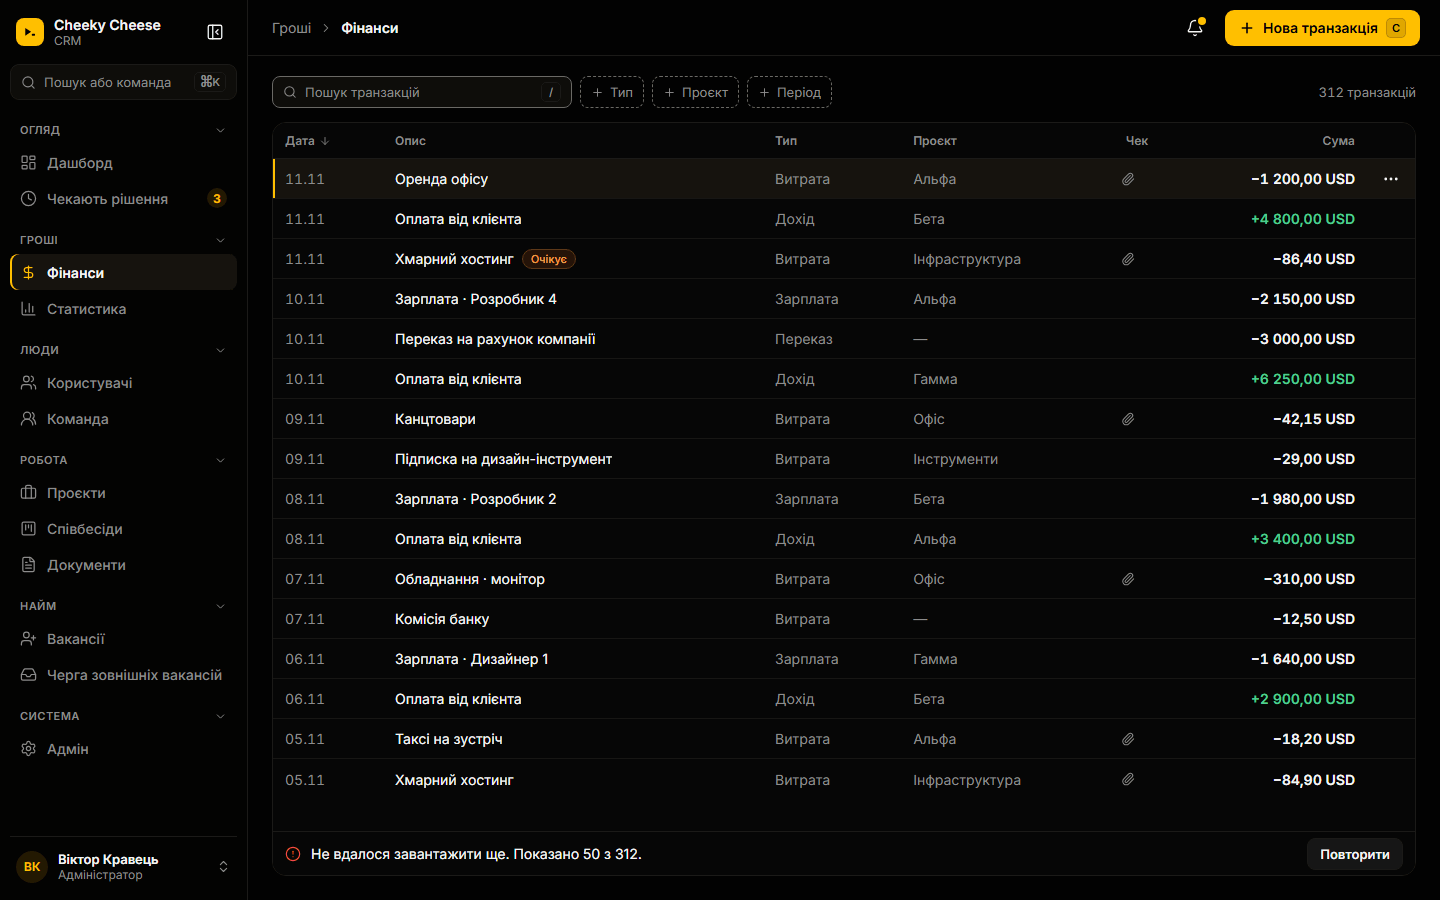 Cheeky Cheese
CRM
Пошук або команда ⌘K
ОГЛЯД
Дашборд
Чекають рішення 3
ГРОШІ
Фінанси
Статистика
ЛЮДИ
Користувачі
Команда
РОБОТА
Проєкти
Співбесіди
Документи
НАЙМ
Вакансії
Черга зовнішніх вакансій
СИСТЕМА
Адмін
ВК
Віктор Кравець
Адміністратор
Гроші > Фінанси
+ Нова транзакція C
Пошук транзакцій /
+ Тип
+ Проєкт
+ Період
312 транзакцій
Дата ↓ Опис Тип Проєкт Чек Сума
11.11 Оренда офісу Витрата Альфа −1 200,00 USD ···
11.11 Оплата від клієнта Дохід Бета +4 800,00 USD
11.11 Хмарний хостинг Очікує Витрата Інфраструктура −86,40 USD
10.11 Зарплата · Розробник 4 Зарплата Альфа −2 150,00 USD
10.11 Переказ на рахунок компанії Переказ — −3 000,00 USD
10.11 Оплата від клієнта Дохід Гамма +6 250,00 USD
09.11 Канцтовари Витрата Офіс −42,15 USD
09.11 Підписка на дизайн-інструмент Витрата Інструменти −29,00 USD
08.11 Зарплата · Розробник 2 Зарплата Бета −1 980,00 USD
08.11 Оплата від клієнта Дохід Альфа +3 400,00 USD
07.11 Обладнання · монітор Витрата Офіс −310,00 USD
07.11 Комісія банку Витрата — −12,50 USD
06.11 Зарплата · Дизайнер 1 Зарплата Гамма −1 640,00 USD
06.11 Оплата від клієнта Дохід Бета +2 900,00 USD
05.11 Таксі на зустріч Витрата Альфа −18,20 USD
05.11 Хмарний хостинг Витрата Інфраструктура −84,90 USD
Не вдалося завантажити ще. Показано 50 з 312.
Повторити